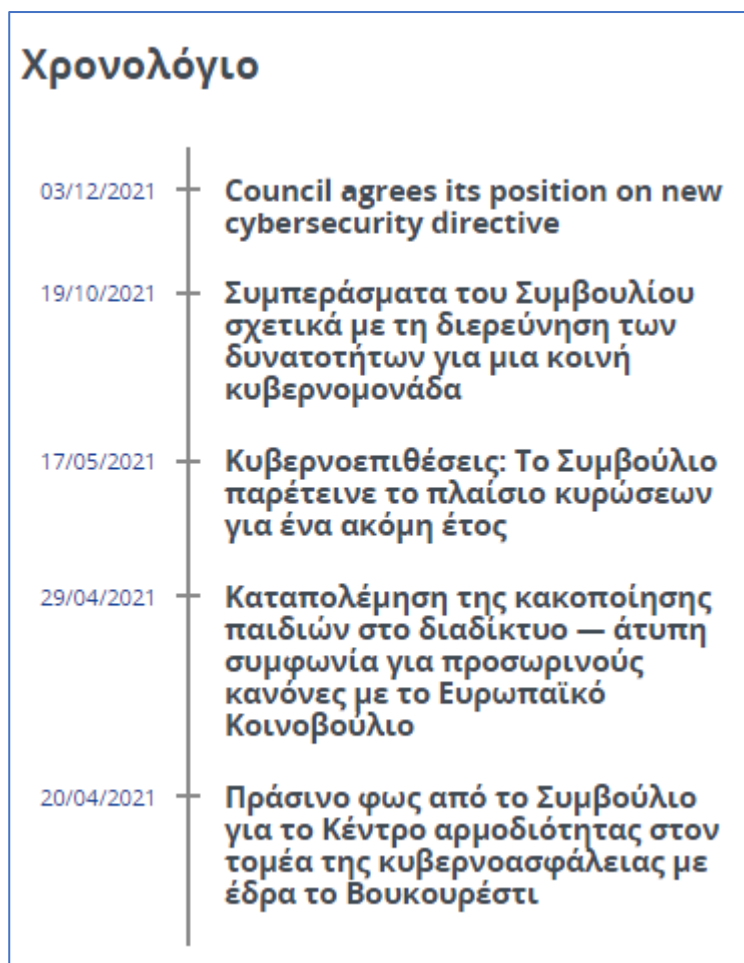 Χρονολόγιο
03/12/2021
Council agrees its position on new
cybersecurity directive
19/10/2021
Συμπεράσματα του Συμβουλίου
σχετικά με τη διερεύνηση των
δυνατοτήτων για μια κοινή
κυβερνομονάδα
17/05/2021
Κυβερνοεπιθέσεις: Το Συμβούλιο
παρέτεινε το πλαίσιο κυρώσεων
για ένα ακόμη έτος
29/04/2021
Καταπολέμηση της κακοποίησης
παιδιών στο διαδίκτυο — άτυπη
συμφωνία για προσωρινούς
κανόνες με το Ευρωπαϊκό
Κοινοβούλιο
20/04/2021
Πράσινο φως από το Συμβούλιο
για το Κέντρο αρμοδιότητας στον
τομέα της κυβερνοασφάλειας με
έδρα το Βουκουρέστι